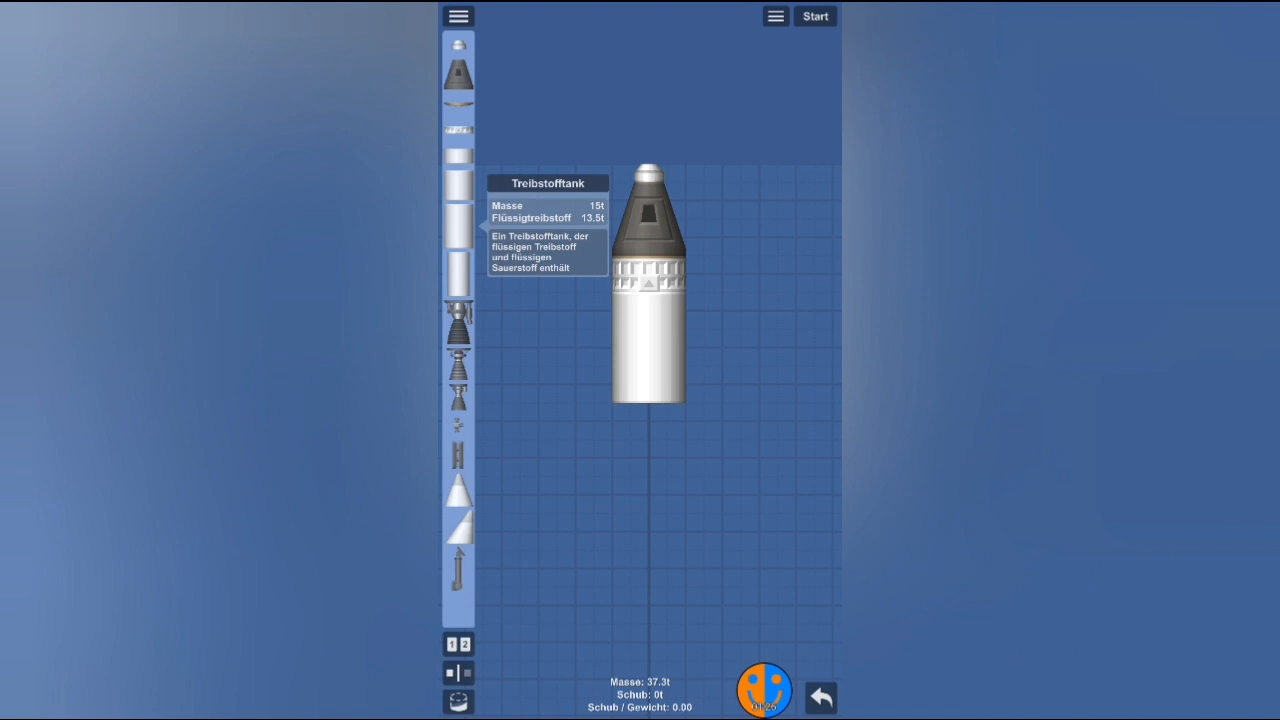 Start
Treibstofftank
Masse 15t
Flüssigtreibstoff 13.5t
Ein Treibstofftank, der
flüssigen Treibstoff
und flüssigen
Sauerstoff enthält
1 2
Masse: 37.3t
Schub: 0t
Schub / Gewicht: 0.00